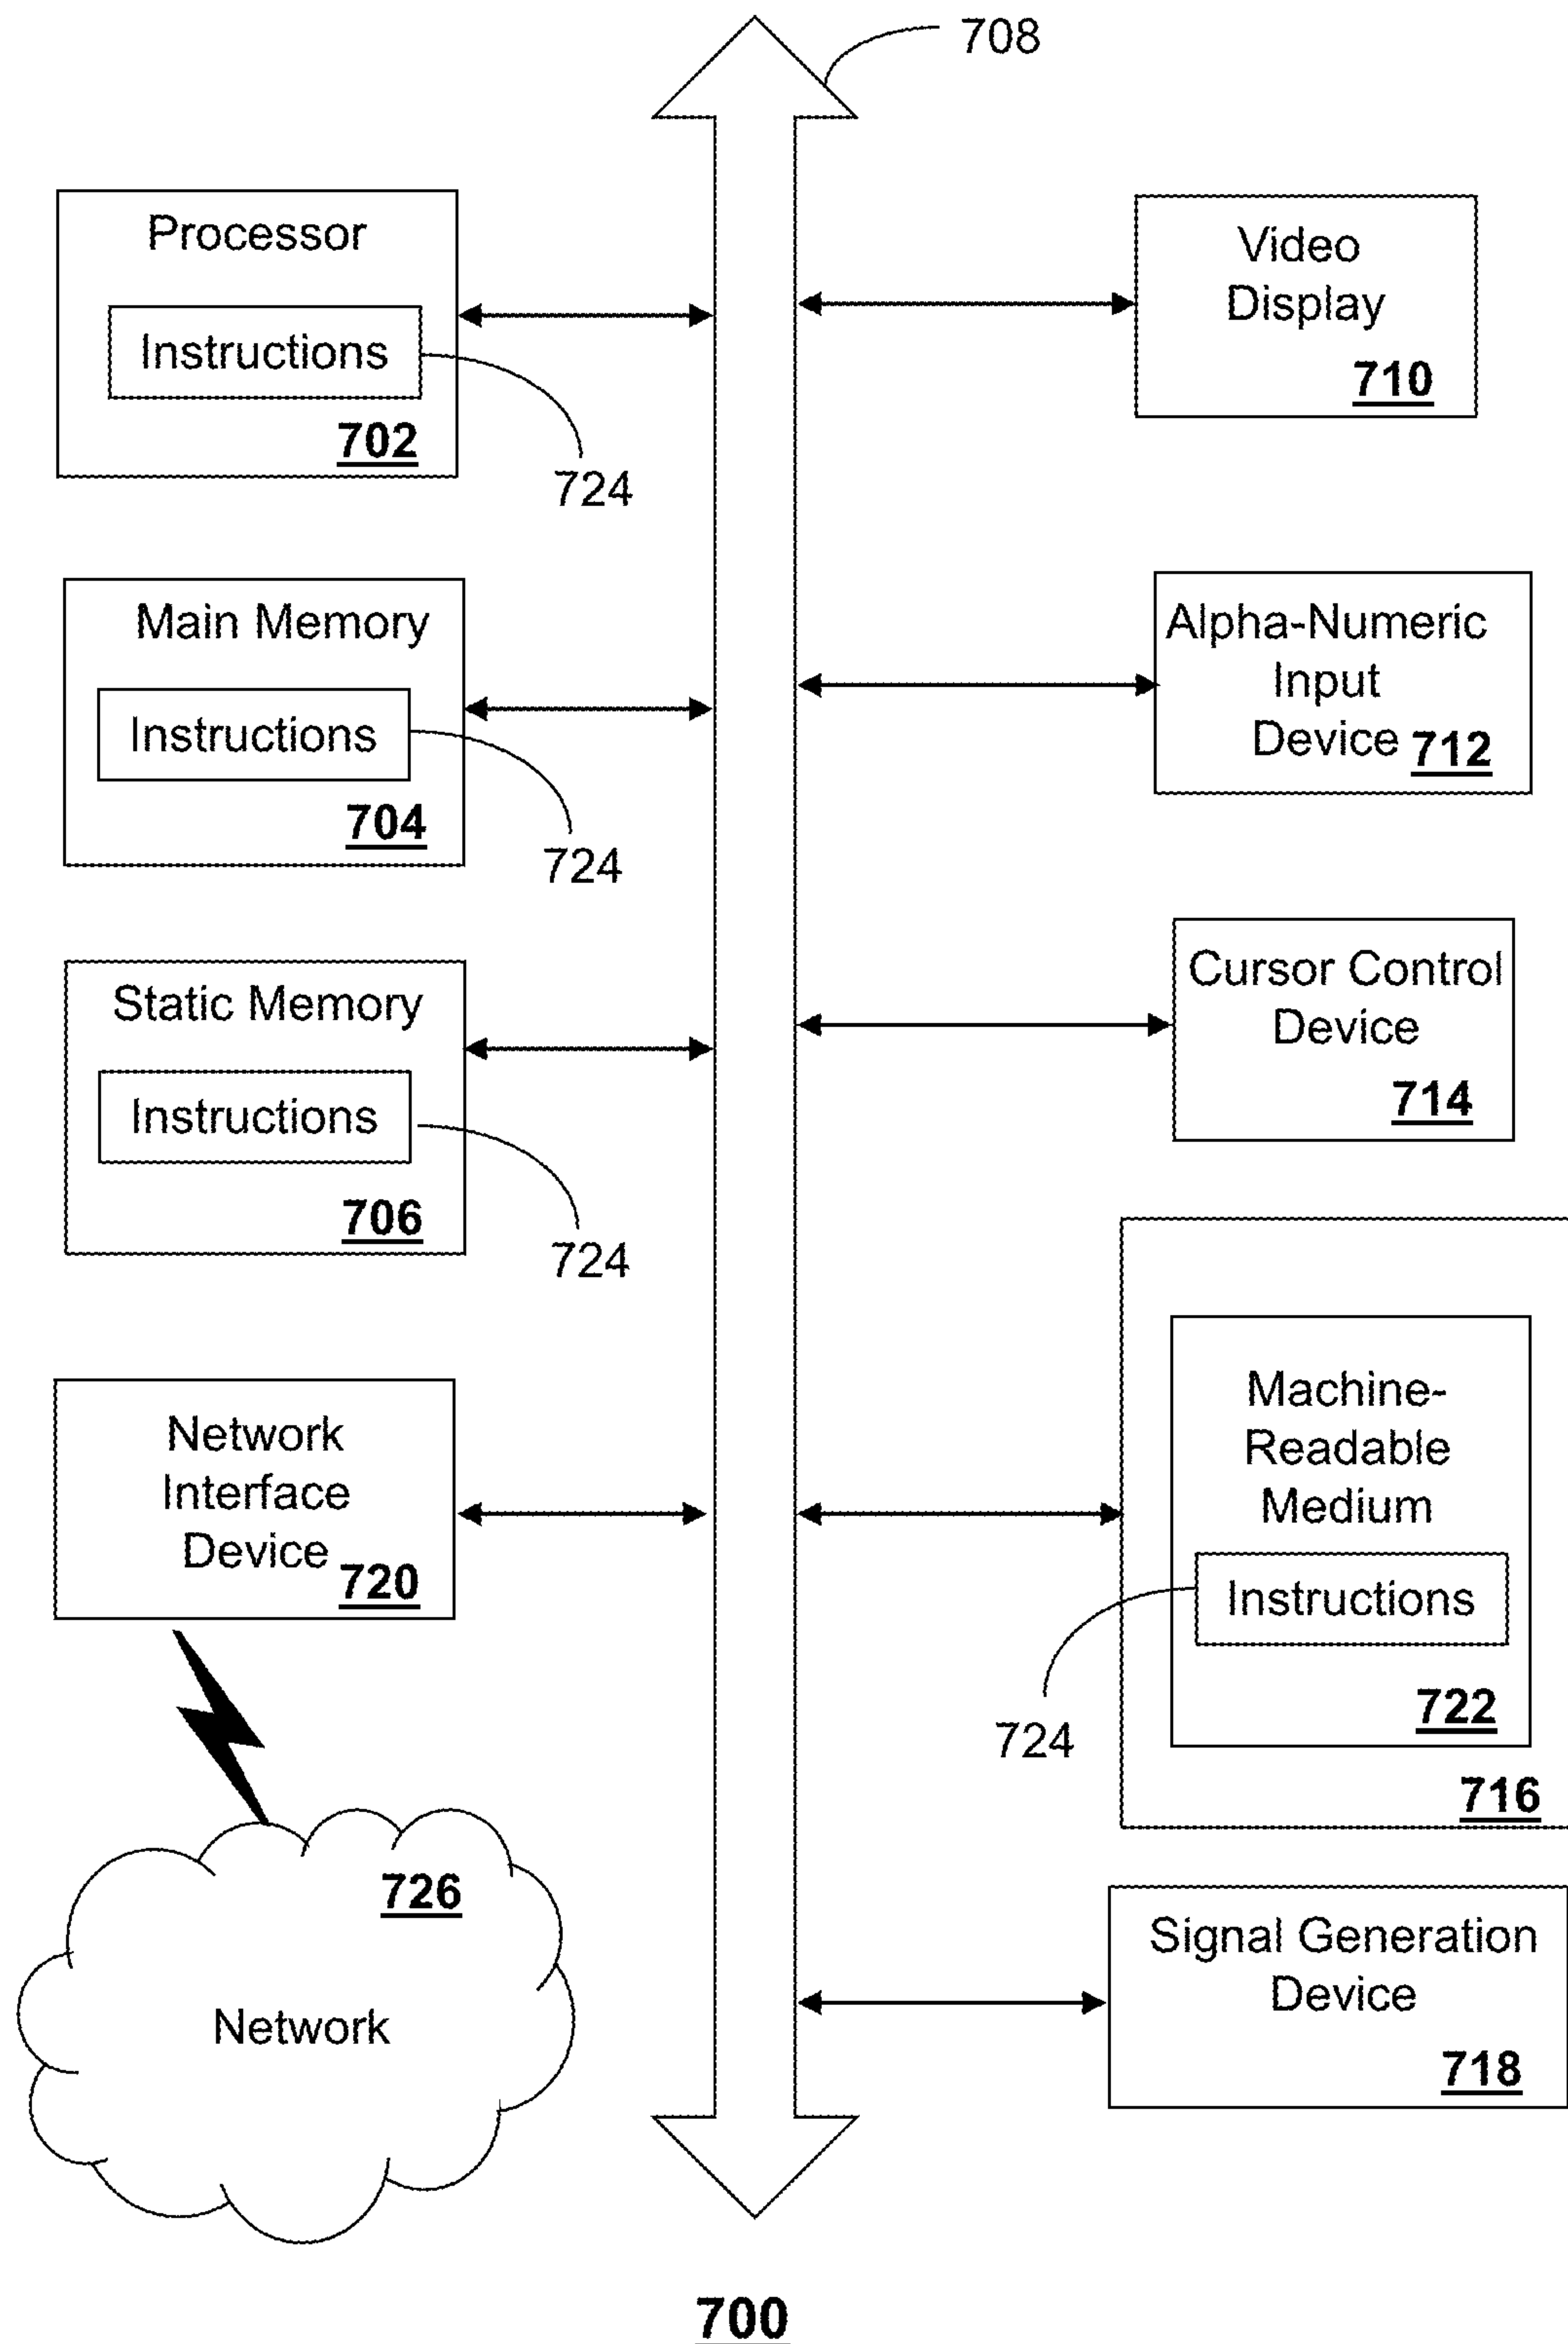 708
Processor
Instructions
702
724
Main Memory
Instructions
704
724
Static Memory
Instructions
706
724
Network
Interface
Device
720
726
Network
Video
Display
710
Alpha-Numeric
Input
Device 712
Cursor Control
Device
714
Machine-
Readable
Medium
Instructions
722
724
716
Signal Generation
Device
718
700